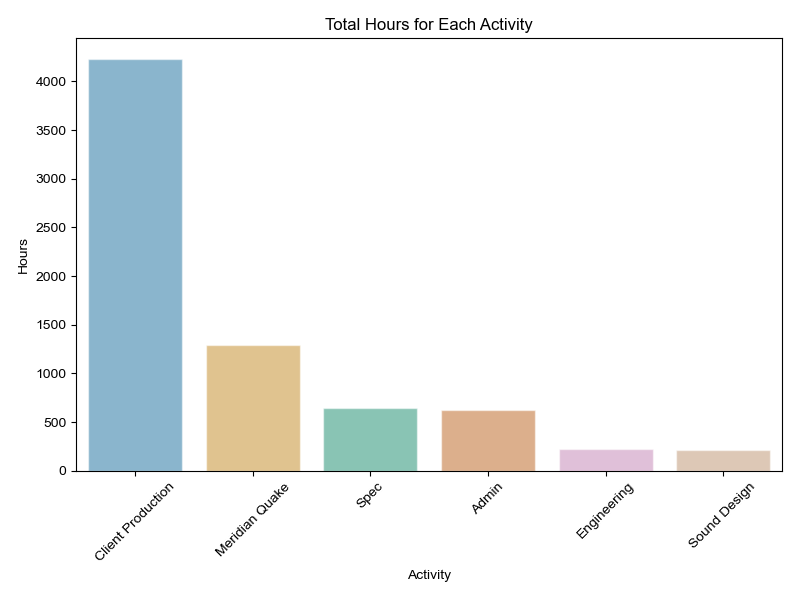 Total Hours for Each Activity
Hours
4000
3500
3000
2500
2000
1500
1000
500
0
Client Production
Meridian Quake
Spec
Admin
Engineering
Sound Design
Activity